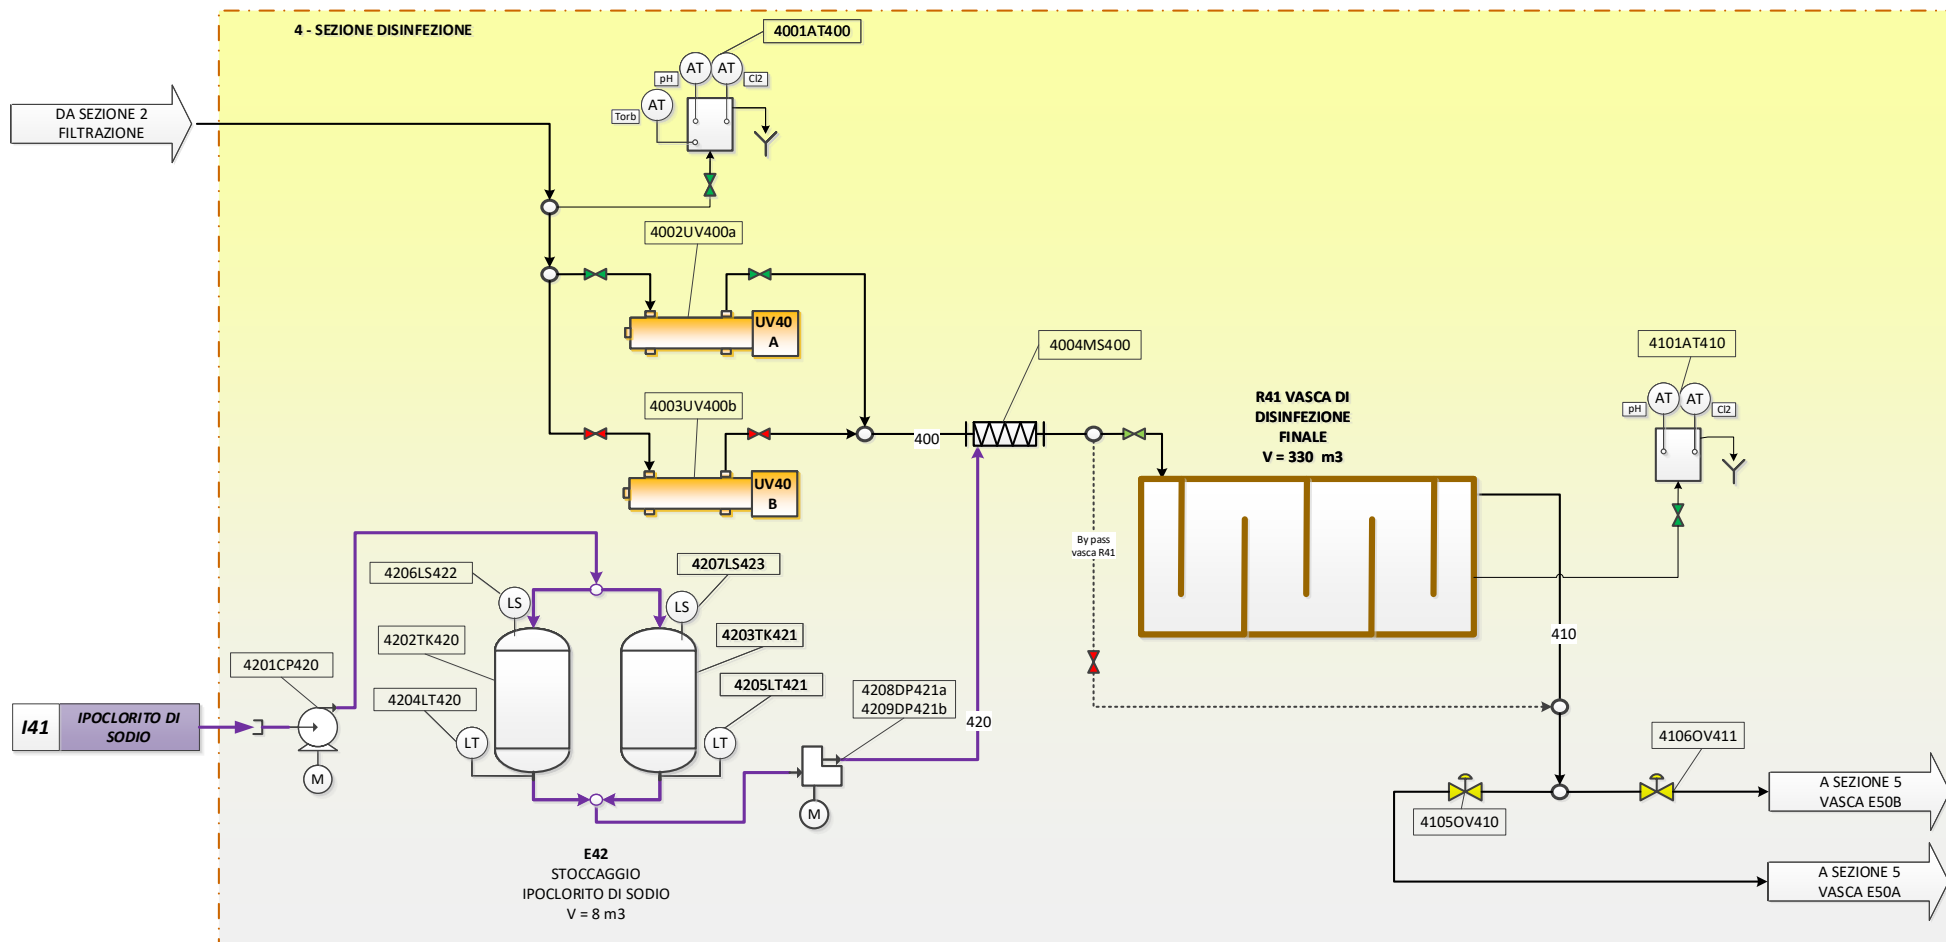 4 - SEZIONE DISINFEZIONE
4001AT400
AT
AT
pH
Cl2
AT
Torb
DA SEZIONE 2
FILTRAZIONE
4002UV400a
UV40
A
4003UV400b
UV40
B
4004MS400
400
R41 VASCA DI
DISINFEZIONE
FINALE
V = 330 m3
4101AT410
AT
AT
pH
Cl2
By pass
vasca R41
410
4206LS422
LS
4207LS423
LS
4202TK420
4203TK421
4201CP420
4204LT420
LT
4205LT421
LT
4208DP421a
4209DP421b
420
I41
IPOCLORITO DI
SODIO
M
M
E42
STOCCAGGIO
IPOCLORITO DI SODIO
V = 8 m3
4106OV411
4105OV410
A SEZIONE 5
VASCA E50B
A SEZIONE 5
VASCA E50A